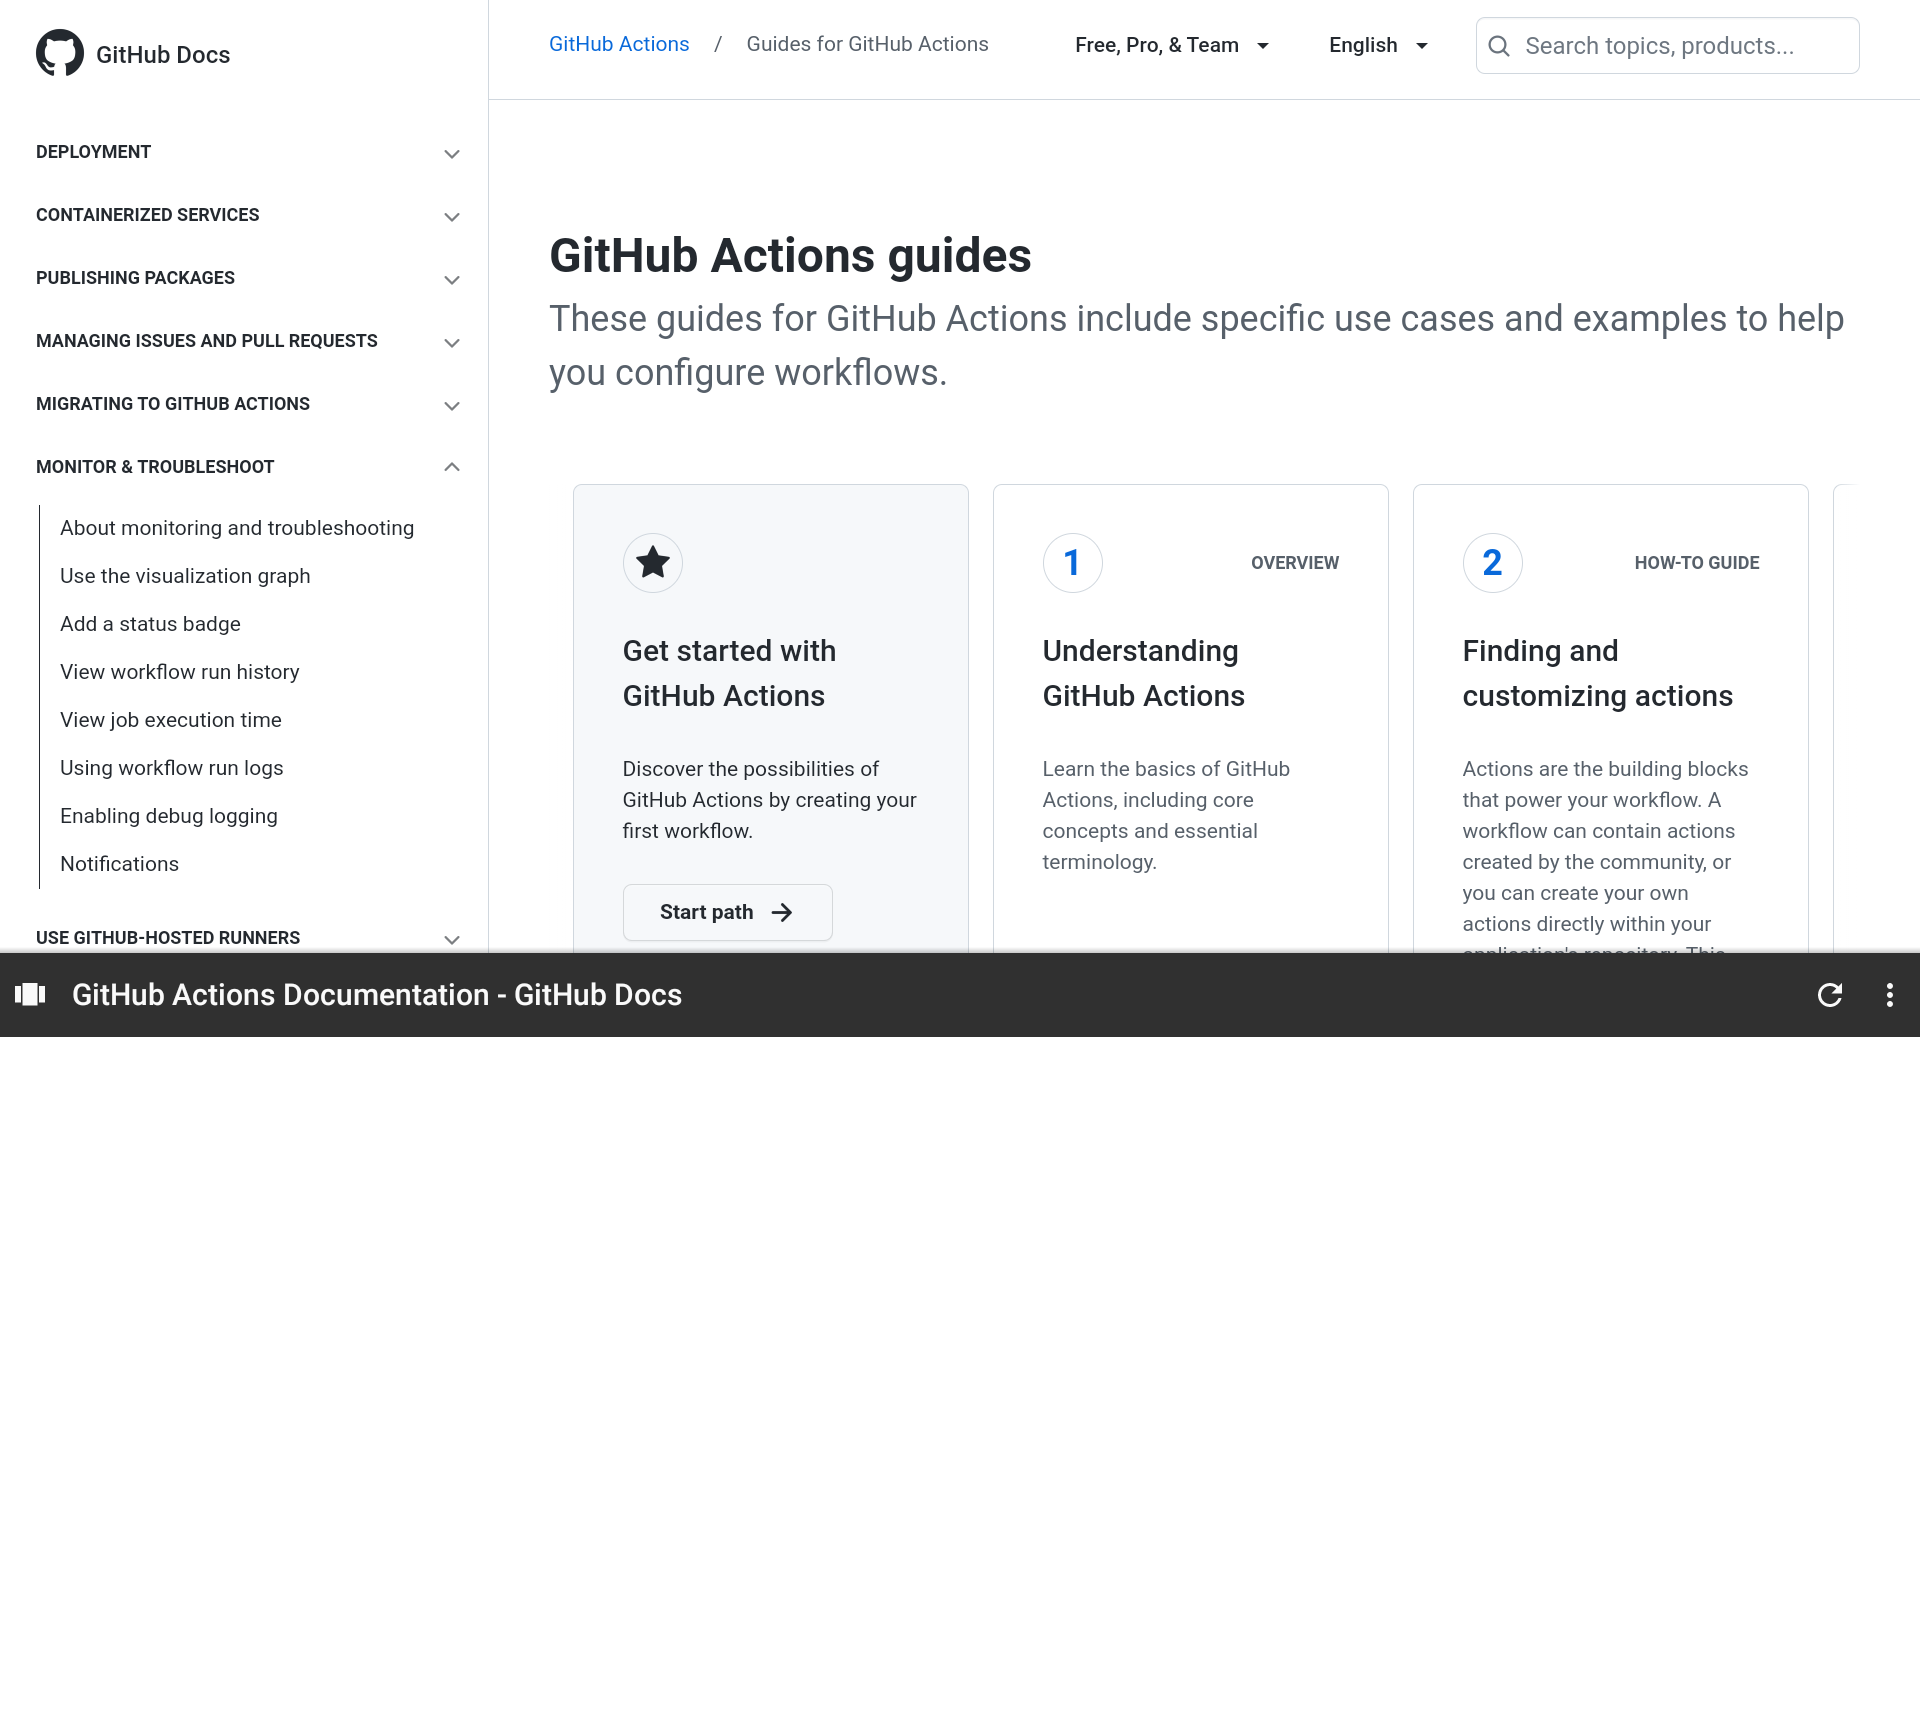 GitHub Docs
DEPLOYMENT
CONTAINERIZED SERVICES
PUBLISHING PACKAGES
MANAGING ISSUES AND PULL REQUESTS
MIGRATING TO GITHUB ACTIONS
MONITOR & TROUBLESHOOT
About monitoring and troubleshooting
Use the visualization graph
Add a status badge
View workflow run history
View job execution time
Using workflow run logs
Enabling debug logging
Notifications
USE GITHUB-HOSTED RUNNERS
GitHub Actions / Guides for GitHub Actions
Free, Pro, & Team
English
Search topics, products...
GitHub Actions guides
These guides for GitHub Actions include specific use cases and examples to help
you configure workflows.
Get started with
GitHub Actions
Discover the possibilities of
GitHub Actions by creating your
first workflow.
Start path
1
OVERVIEW
Understanding
GitHub Actions
Learn the basics of GitHub
Actions, including core
concepts and essential
terminology.
2
HOW-TO GUIDE
Finding and
customizing actions
Actions are the building blocks
that power your workflow. A
workflow can contain actions
created by the community, or
you can create your own
actions directly within your
application's repository. This
GitHub Actions Documentation - GitHub Docs